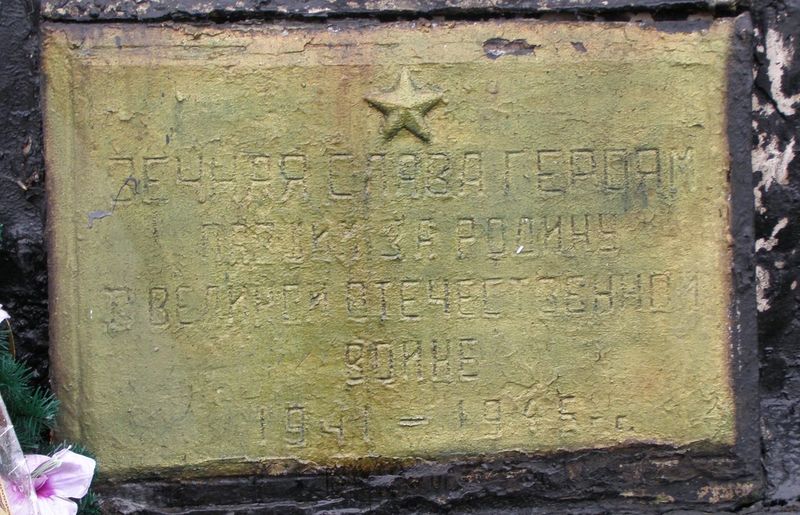 ВЕЧНАЯ СЛАВА ГЕРОЯМ
ПАВШИМ ЗА РОДИНУ
В ВЕЛИКОЙ ОТЕЧЕСТВЕННОЙ
ВОЙНЕ
1941 – 1945 г.г.